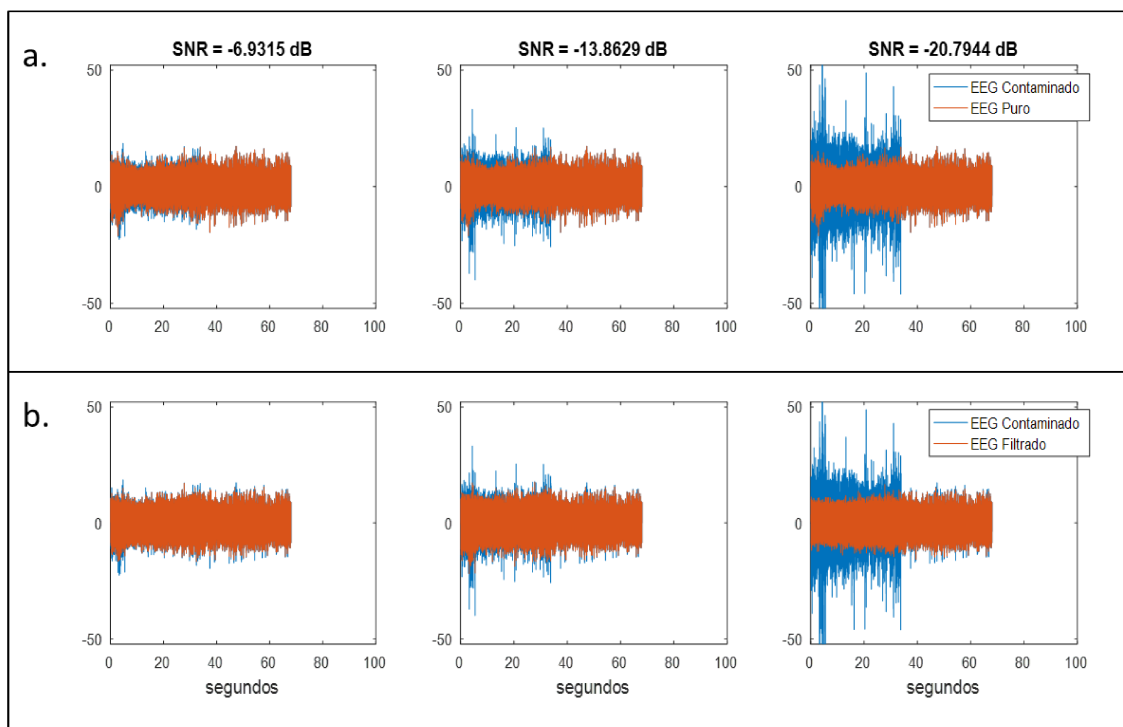 a.
SNR = -6.9315 dB
SNR = -13.8629 dB
SNR = -20.7944 dB
50
0
-50
0 20 40 60 80 100
50
0
-50
0 20 40 60 80 100
50
0
-50
0 20 40 60 80 100
EEG Contaminado
EEG Puro
b.
50
0
-50
0 20 40 60 80 100
segundos
50
0
-50
0 20 40 60 80 100
segundos
50
0
-50
0 20 40 60 80 100
segundos
EEG Contaminado
EEG Filtrado